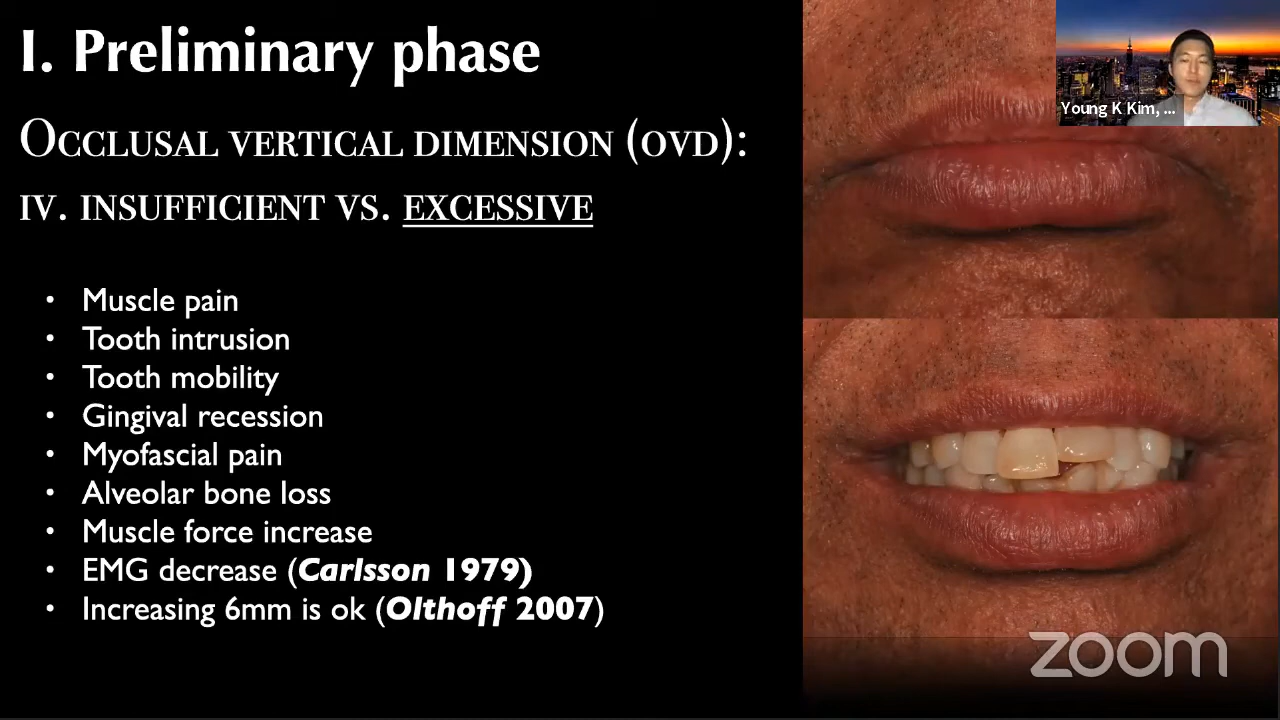 I. Preliminary phase
Occlusal vertical dimension (ovd):
iv. insufficient vs. excessive
• Muscle pain
• Tooth intrusion
• Tooth mobility
• Gingival recession
• Myofascial pain
• Alveolar bone loss
• Muscle force increase
• EMG decrease (Carlsson 1979)
• Increasing 6mm is ok (Olthoff 2007)
Young K Kim, ...
zoom